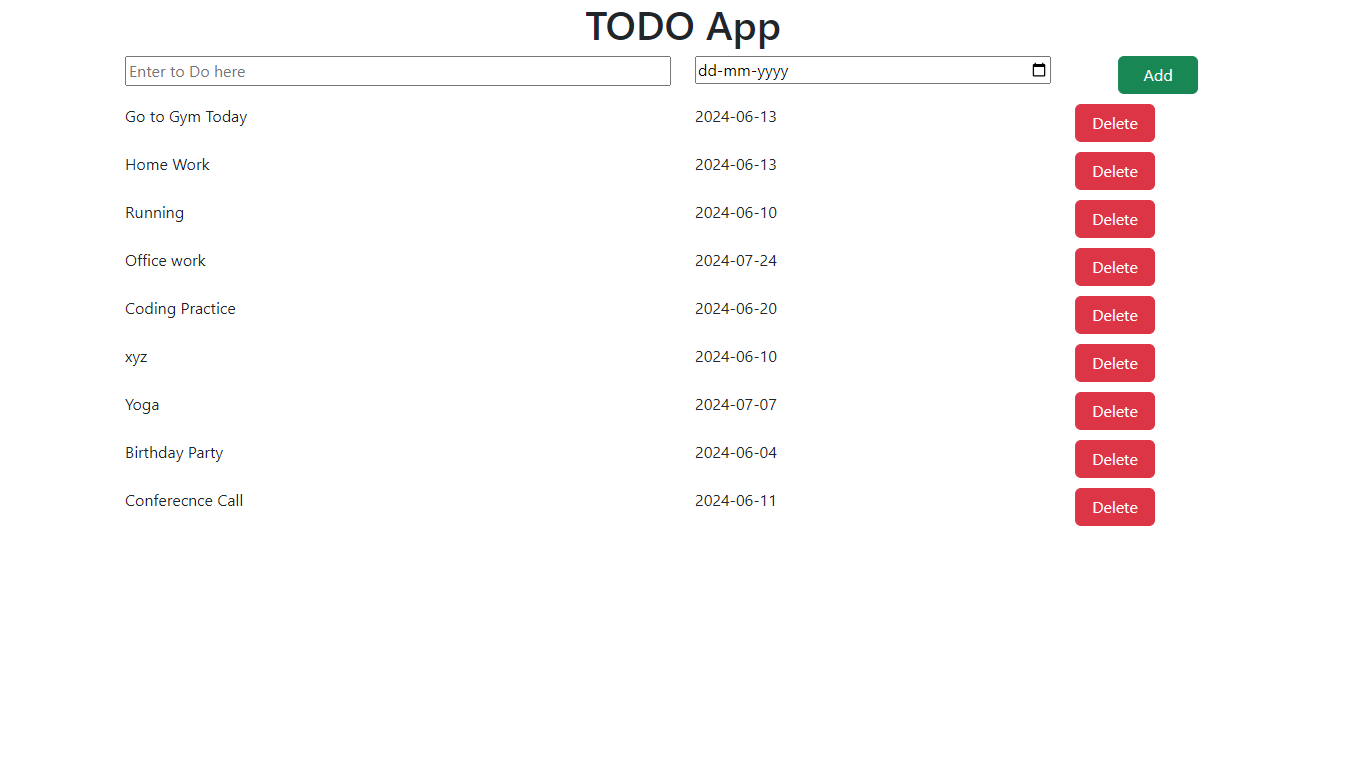 TODO App
Enter to Do here dd-mm-yyyy Add
Go to Gym Today 2024-06-13 Delete
Home Work 2024-06-13 Delete
Running 2024-06-10 Delete
Office work 2024-07-24 Delete
Coding Practice 2024-06-20 Delete
xyz 2024-06-10 Delete
Yoga 2024-07-07 Delete
Birthday Party 2024-06-04 Delete
Conferecnce Call 2024-06-11 Delete